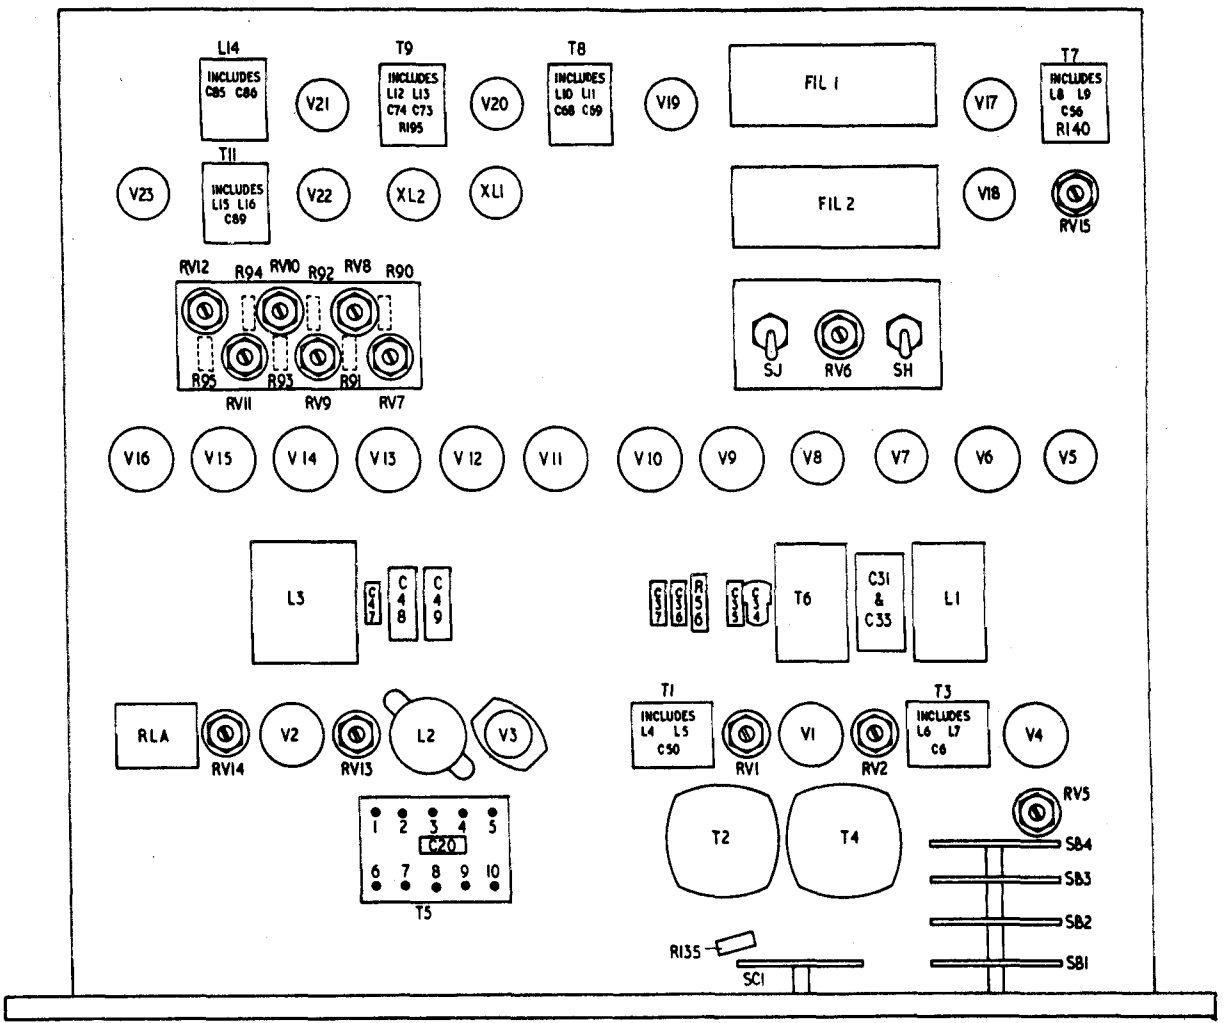 L14
INCLUDES
C85 C86
V21
T9
INCLUDES
L12 L13
C74 C73
R195
V20
T8
INCLUDES
L10 L11
C68 C69
V19
FIL 1
V17
T7
INCLUDES
L8 L9
C56
R140
V23
T11
INCLUDES
L15 L16
C89
V22
XL2
XL1
FIL 2
V18
RV15
RV12
R94
RV10
R92
RV8
R90
R95
R93
R91
RV11
RV9
RV7
SJ
RV6
SH
V16
V15
V14
V13
V12
V11
V10
V9
V8
V7
V6
V5
L3
C47
C48
C49
C37
C36
R56
C35
C34
T6
C31
&
C33
L1
RLA
RV14
V2
RV13
L2
V3
T1
INCLUDES
L4 L5
C50
RV1
V1
RV2
T3
INCLUDES
L6 L7
C6
V4
1 2 3 4 5
C20
6 7 8 9 10
T5
T2
T4
RV5
SB4
SB3
SB2
SB1
R135
SC1